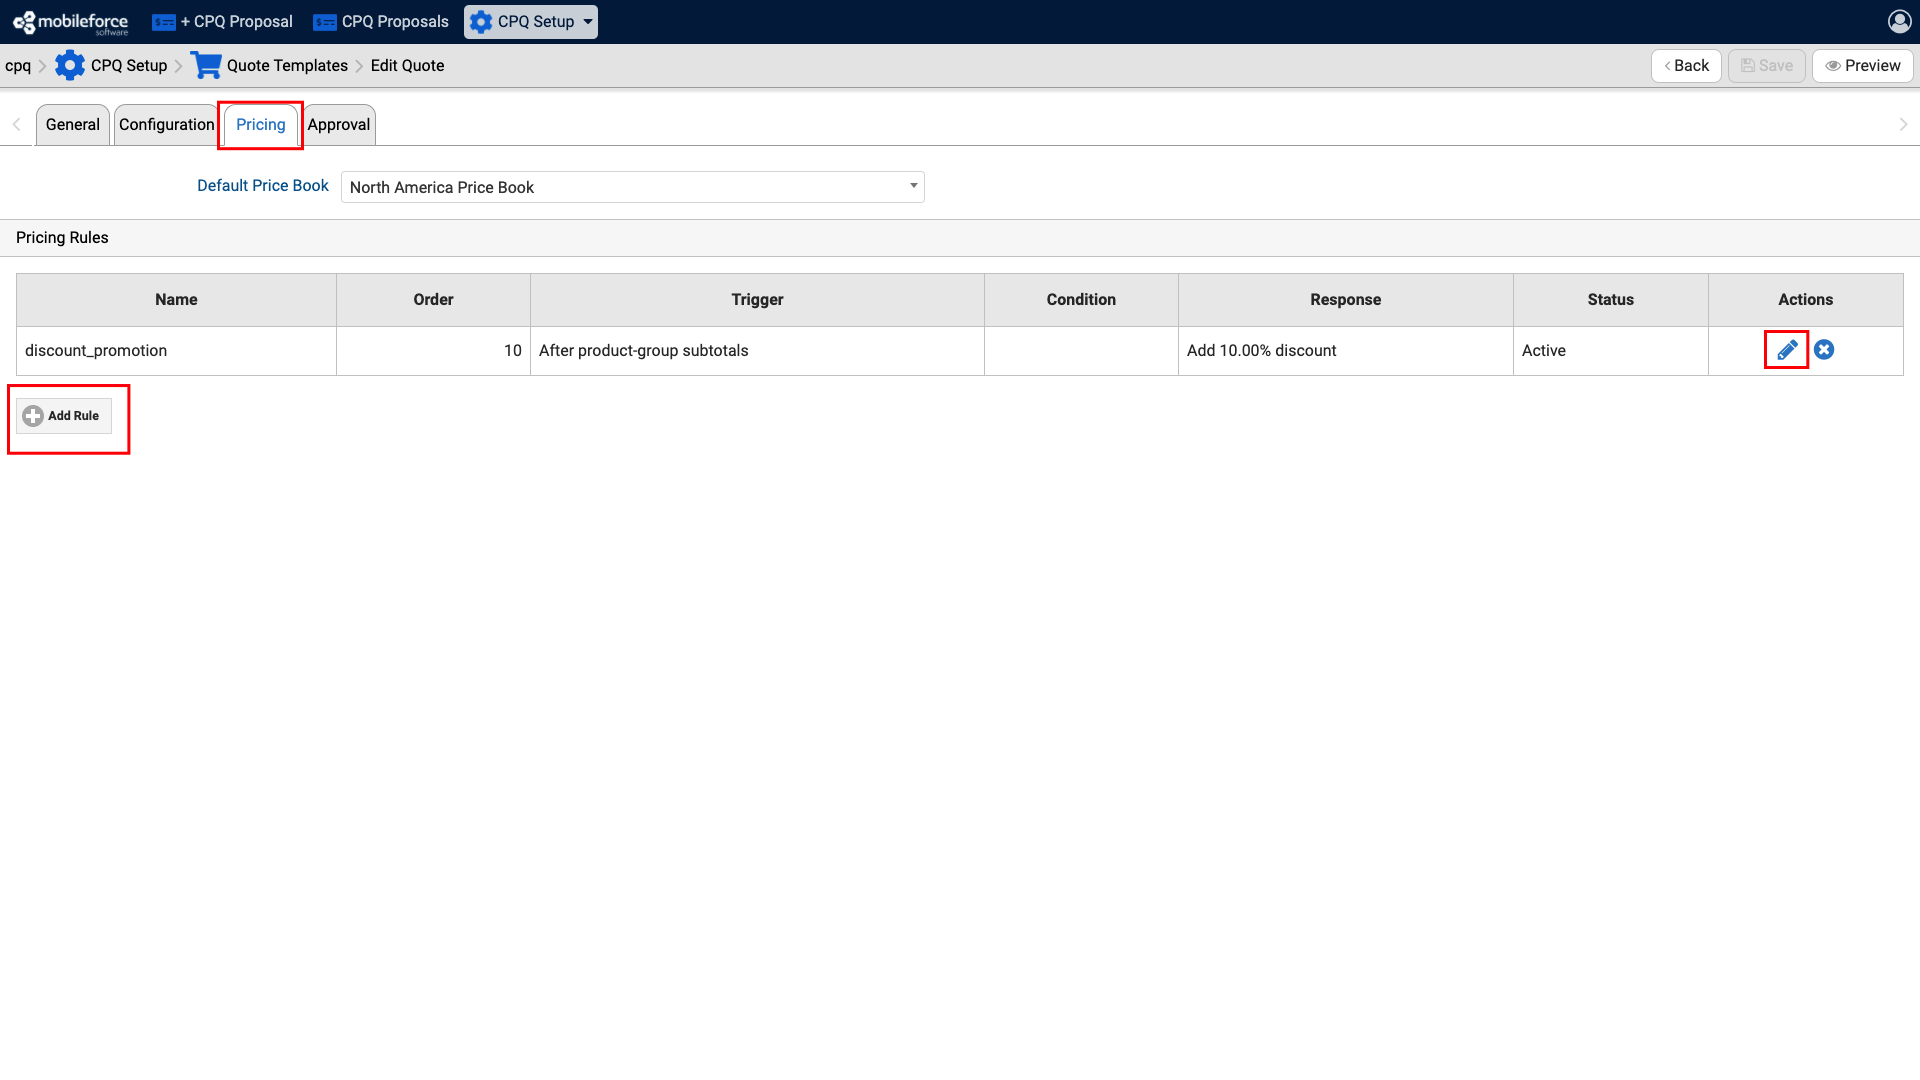 mobileforce
software
+ CPQ Proposal
CPQ Proposals
CPQ Setup
cpq
CPQ Setup
Quote Templates
Edit Quote
Back
Save
Preview
General
Configuration
Pricing
Approval
Default Price Book
North America Price Book
Pricing Rules
Name
Order
Trigger
Condition
Response
Status
Actions
discount_promotion
10
After product-group subtotals
Add 10.00% discount
Active
Add Rule